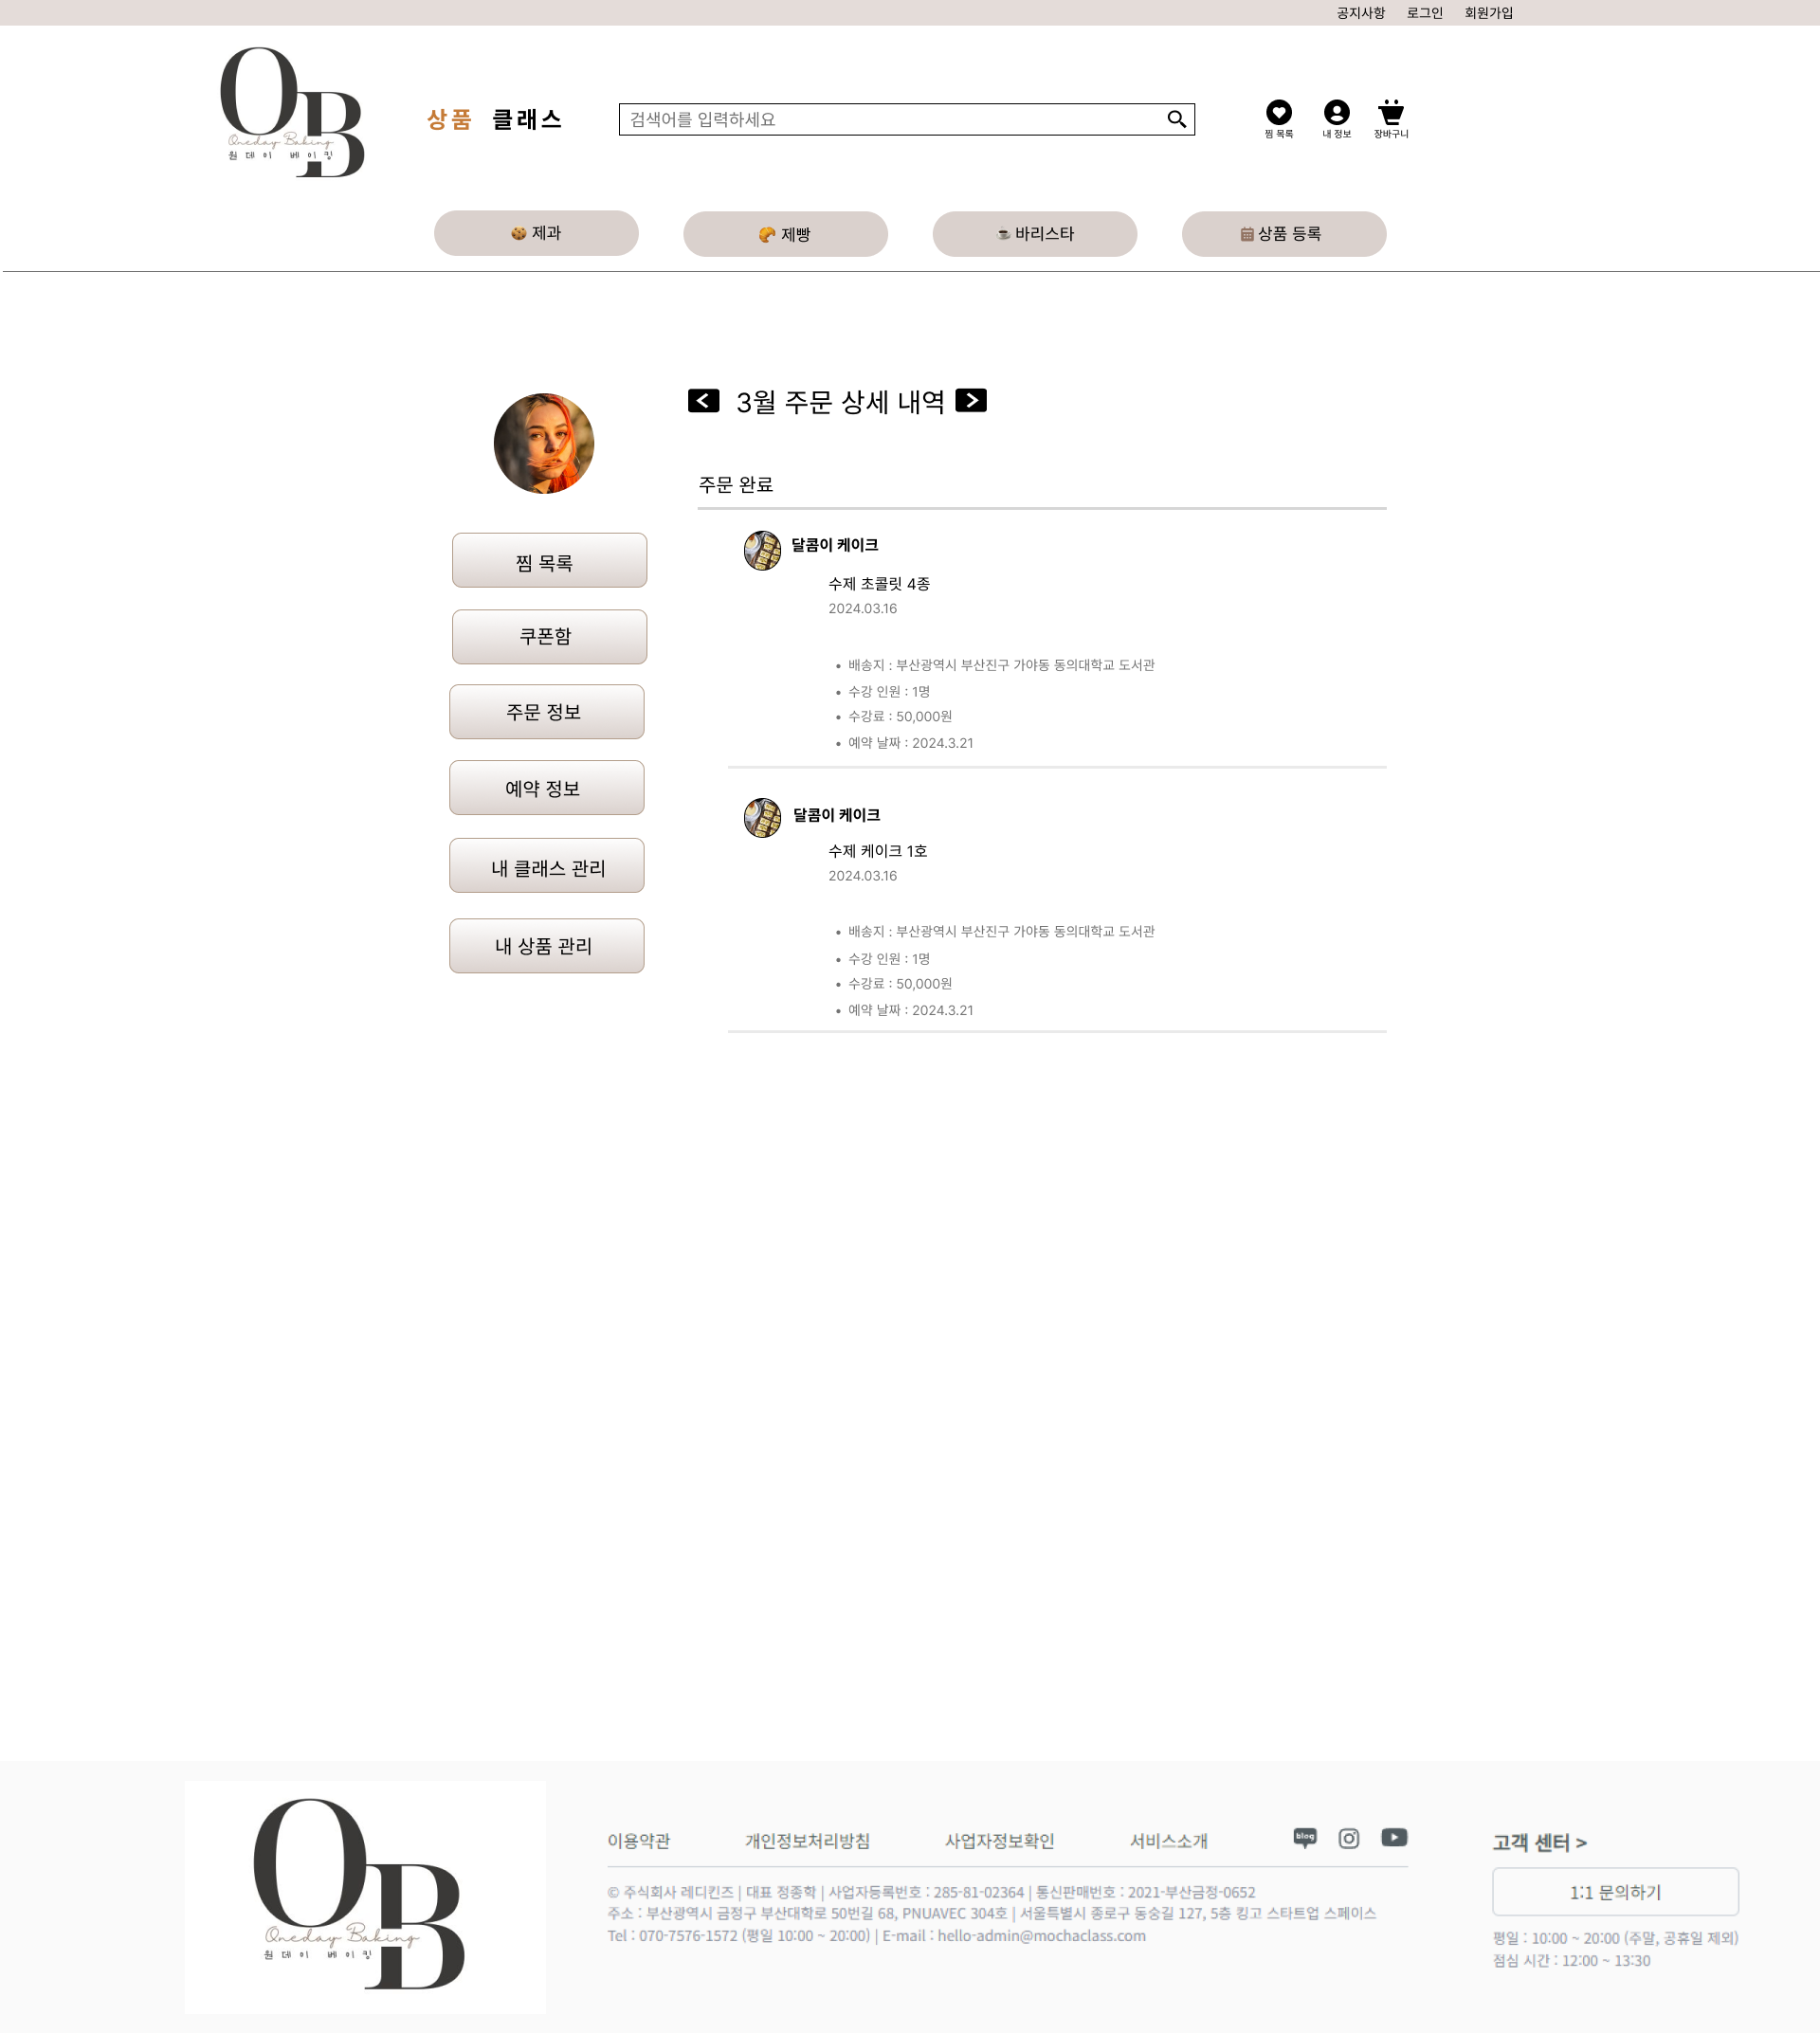 공지사항 로그인 회원가입
OB
Oneday Baking
원데이 베이킹
상품 클래스
검색어를 입력하세요
찜 목록 내 정보 장바구니
제과 제빵 바리스타 상품 등록
3월 주문 상세 내역
주문 완료
찜 목록
쿠폰함
주문 정보
예약 정보
내 클래스 관리
내 상품 관리
달콤이 케이크
수제 초콜릿 4종
2024.03.16
• 배송지 : 부산광역시 부산진구 가야동 동의대학교 도서관
• 수강 인원 : 1명
• 수강료 : 50,000원
• 예약 날짜 : 2024.3.21
달콤이 케이크
수제 케이크 1호
2024.03.16
• 배송지 : 부산광역시 부산진구 가야동 동의대학교 도서관
• 수강 인원 : 1명
• 수강료 : 50,000원
• 예약 날짜 : 2024.3.21
OB
Oneday Baking
원데이 베이킹
이용약관 개인정보처리방침 사업자정보확인 서비스소개 blog
© 주식회사 레디킨즈 | 대표 정종학 | 사업자등록번호 : 285-81-02364 | 통신판매번호 : 2021-부산금정-0652
주소 : 부산광역시 금정구 부산대학로 50번길 68, PNUAVEC 304호 | 서울특별시 종로구 동숭길 127, 5층 킹고 스타트업 스페이스
Tel : 070-7576-1572 (평일 10:00 ~ 20:00) | E-mail : hello-admin@mochaclass.com
고객 센터 >
1:1 문의하기
평일 : 10:00 ~ 20:00 (주말, 공휴일 제외)
점심 시간 : 12:00 ~ 13:30